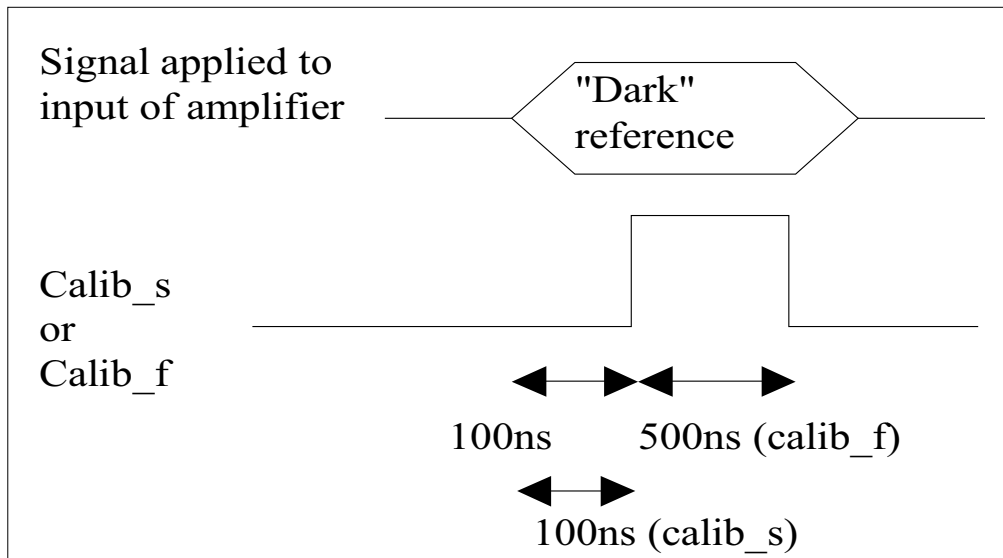 Signal applied to
input of amplifier
"Dark"
reference
Calib_s
or
Calib_f
100ns
500ns (calib_f)
100ns (calib_s)